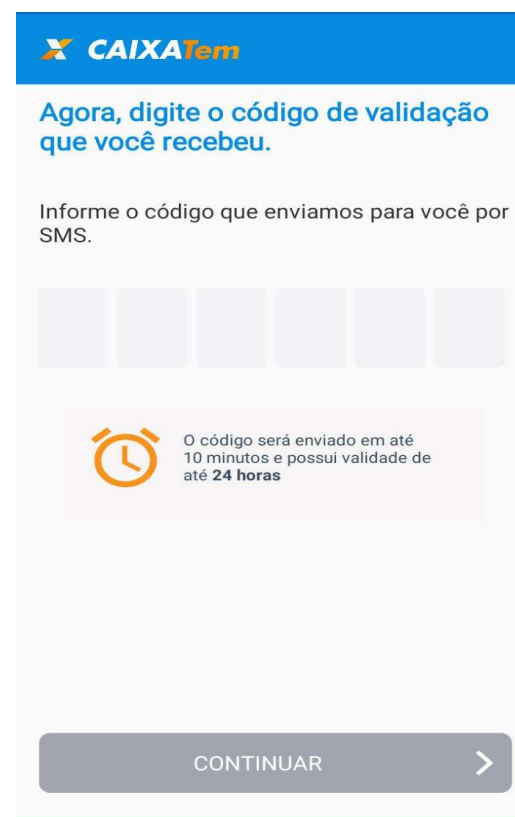 CAIXATem
Agora, digite o código de validação
que você recebeu.
Informe o código que enviamos para você por
SMS.
O código será enviado em até
10 minutos e possui validade de
até 24 horas
CONTINUAR